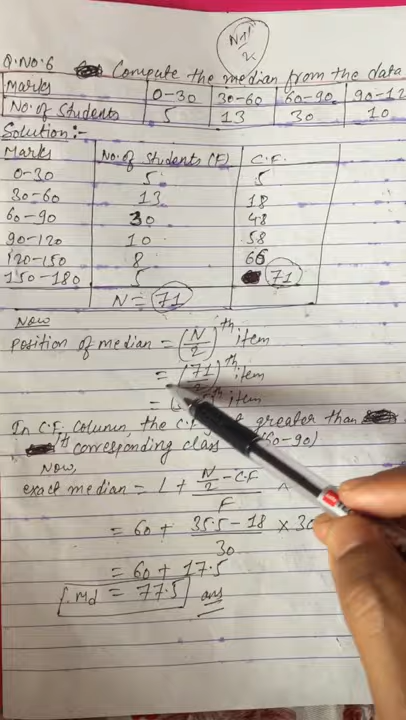 N+1/2
Q.No:6 Compute the median from the data
Marks 0-30 30-60 60-90 90-12
No. of Students 5 13 30 10
Solution:-
Marks No. of Students (F) C.F.
0-30 5 5
30-60 13 18
60-90 30 48
90-120 10 58
120-150 8 66
150-180 5 71
N = 71
Now
Position of median = (N/2)th item
= (71/2)th item
= th item
In C.F. column, the C.F. greater than
corresponding class 60-90)
Now,
exact median = l + N/2 - C.F / F ×
= 60 + 35.5-18 / 30 × 30
= 60 + 17.5
Md = 77.5 ans